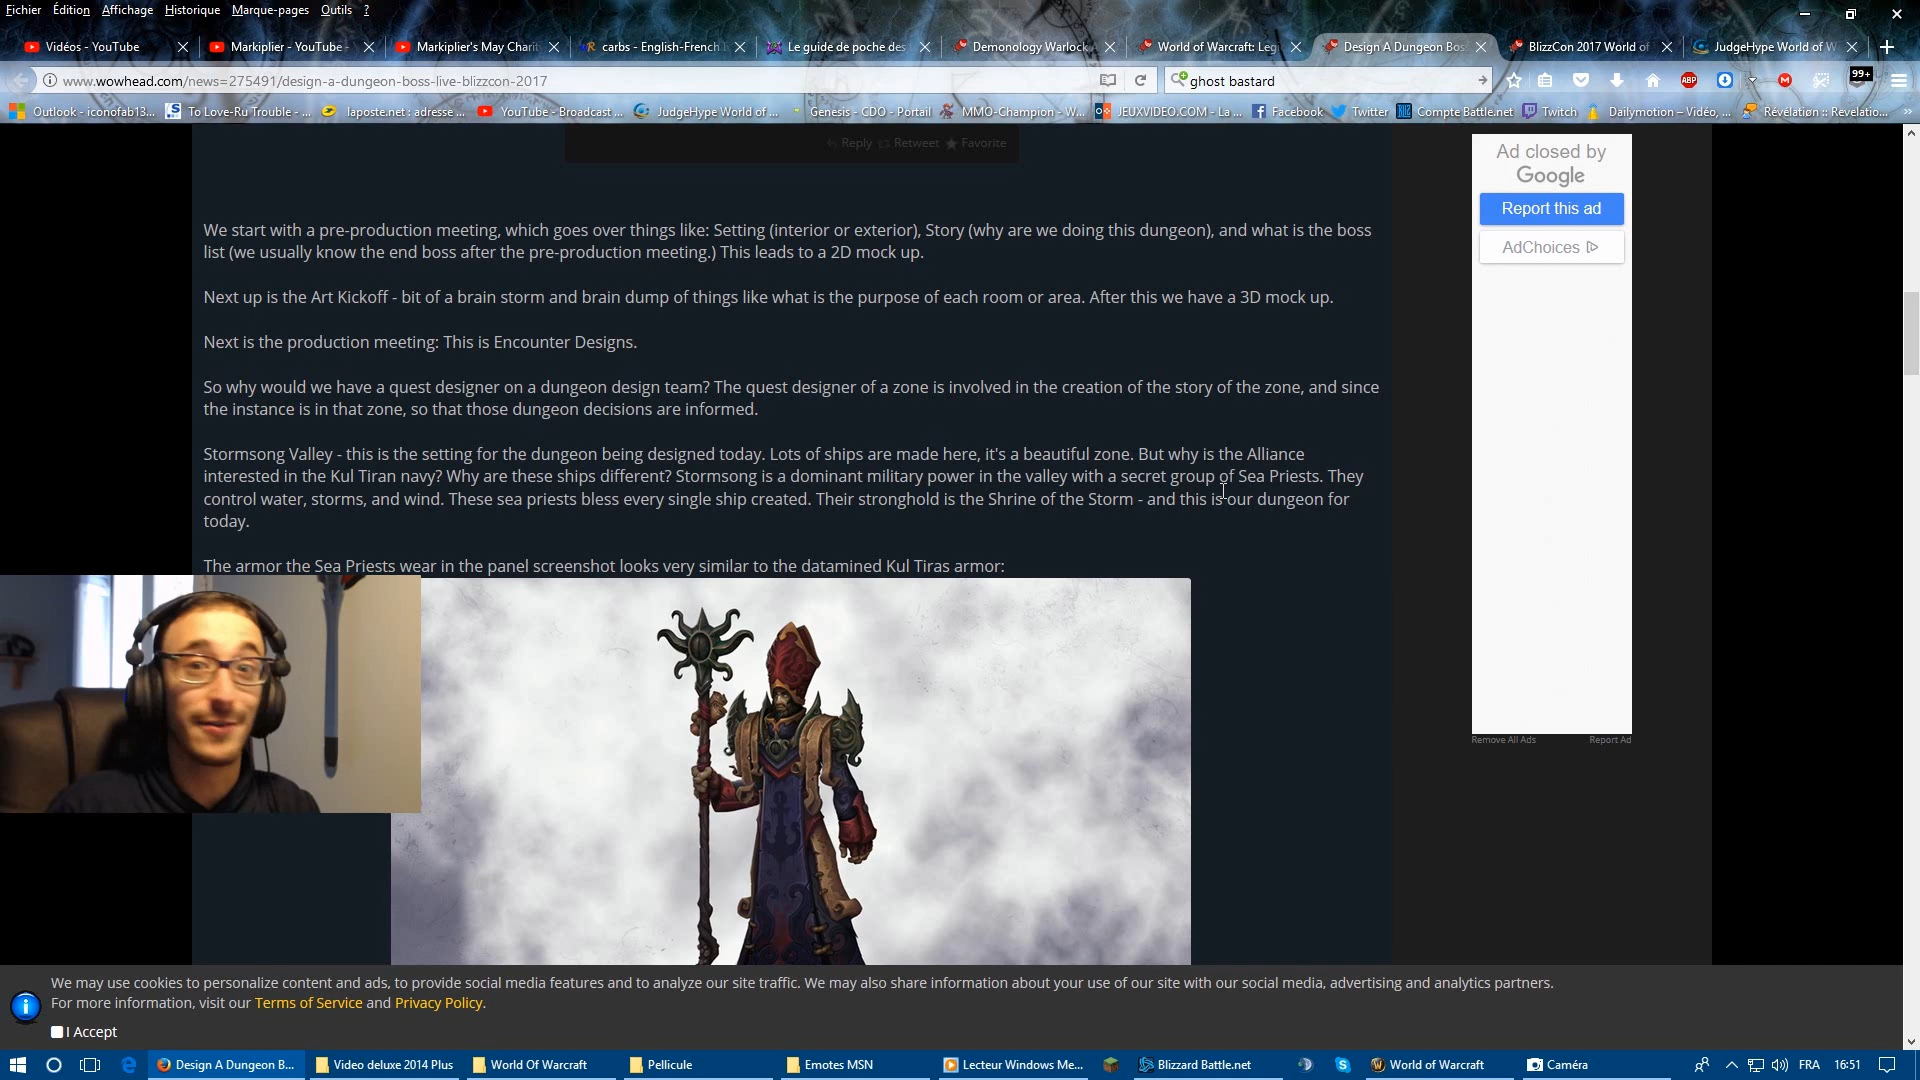 Fichier Édition Affichage Historique Marque-pages Outils ?
Vidéos - YouTube
Markiplier - YouTube -
Markiplier's May Charit
carbs - English-French
Le guide de poche des
Demonology Warlock
World of Warcraft: Leg
Design A Dungeon Bos
BlizzCon 2017 World of
JudgeHype World of W
www.wowhead.com/news=275491/design-a-dungeon-boss-live-blizzcon-2017
ghost bastard
ABP
99+
Outlook - iconofab13...
To Love-Ru Trouble - ...
laposte.net : adresse ...
YouTube - Broadcast ...
JudgeHype World of ...
Genesis - CDO - Portail
MMO-Champion - W...
JEUXVIDEO.COM - La ...
Facebook
Twitter
Compte Battle.net
Twitch
Dailymotion – Vidéo, ...
Révélation :: Revelatio...
Reply Retweet Favorite
Ad closed by
Google
Report this ad
AdChoices
We start with a pre-production meeting, which goes over things like: Setting (interior or exterior), Story (why are we doing this dungeon), and what is the boss
list (we usually know the end boss after the pre-production meeting.) This leads to a 2D mock up.
Next up is the Art Kickoff - bit of a brain storm and brain dump of things like what is the purpose of each room or area. After this we have a 3D mock up.
Next is the production meeting: This is Encounter Designs.
So why would we have a quest designer on a dungeon design team? The quest designer of a zone is involved in the creation of the story of the zone, and since
the instance is in that zone, so that those dungeon decisions are informed.
Stormsong Valley - this is the setting for the dungeon being designed today. Lots of ships are made here, it's a beautiful zone. But why is the Alliance
interested in the Kul Tiran navy? Why are these ships different? Stormsong is a dominant military power in the valley with a secret group of Sea Priests. They
control water, storms, and wind. These sea priests bless every single ship created. Their stronghold is the Shrine of the Storm - and this is our dungeon for
today.
The armor the Sea Priests wear in the panel screenshot looks very similar to the datamined Kul Tiras armor:
Remove All Ads Report Ad
We may use cookies to personalize content and ads, to provide social media features and to analyze our site traffic. We may also share information about your use of our site with our social media, advertising and analytics partners.
For more information, visit our Terms of Service and Privacy Policy.
I Accept
Design A Dungeon B...
Video deluxe 2014 Plus
World Of Warcraft
Pellicule
Emotes MSN
Lecteur Windows Me...
Blizzard Battle.net
World of Warcraft
Caméra
FRA
16:51